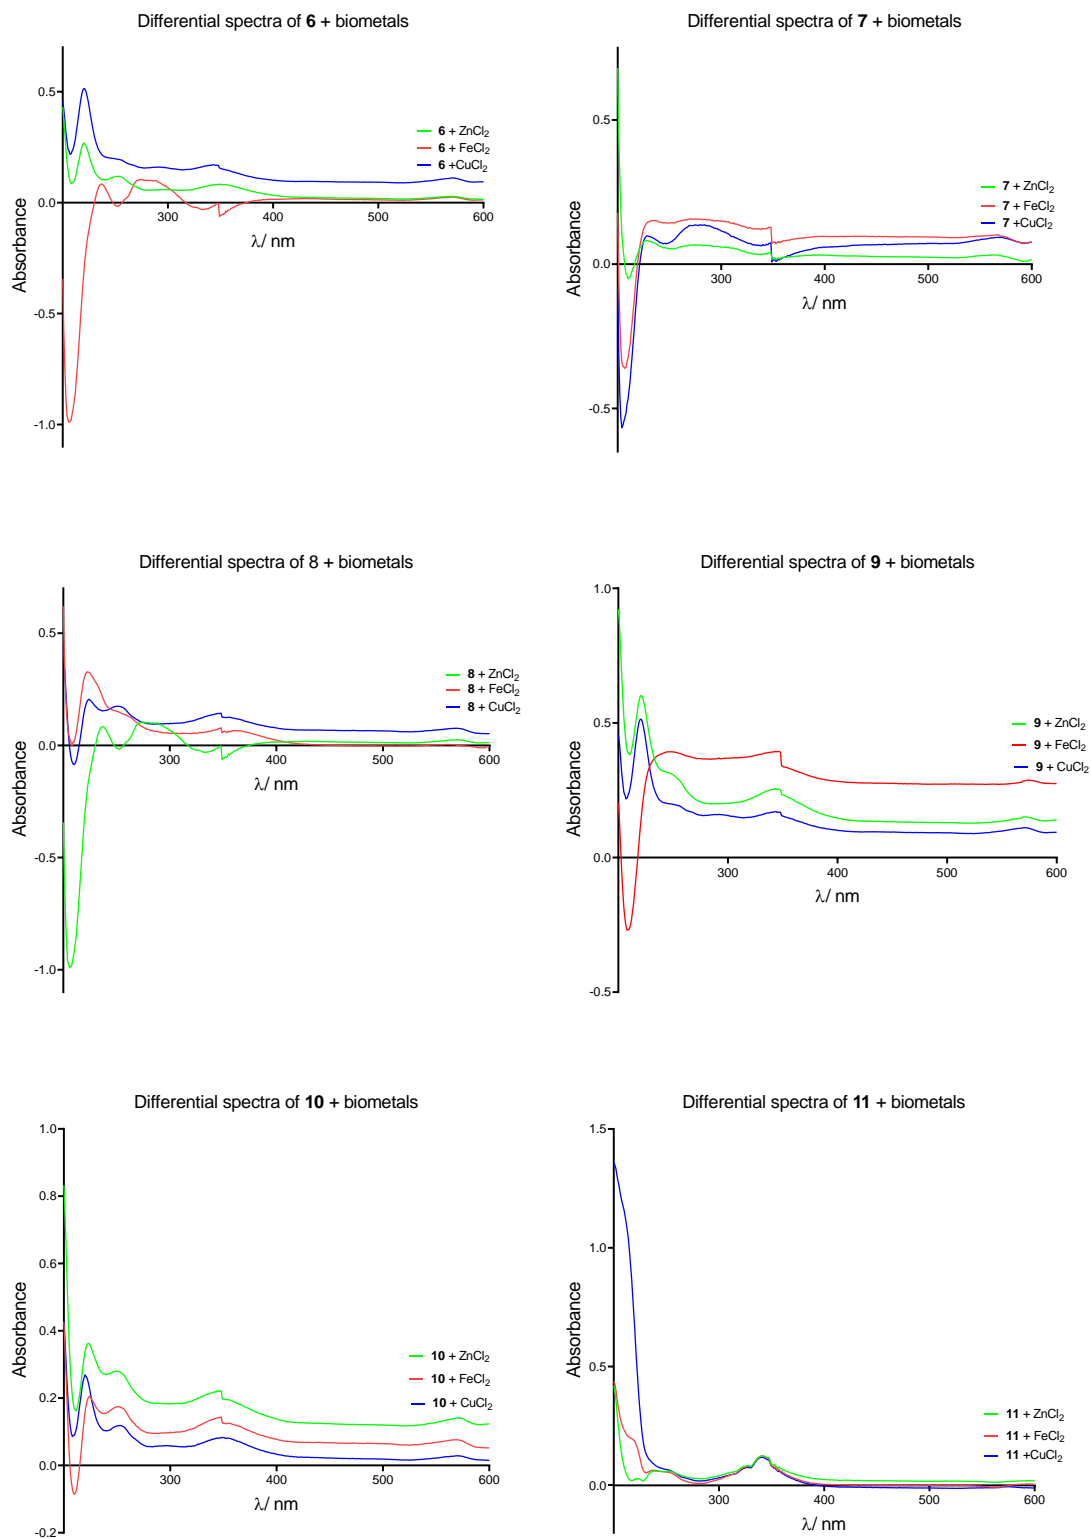 Differential spectra of 6 + biometals
0.5
0.0
-0.5
-1.0
300
400
500
600
Absorbance
λ/ nm
6 + ZnCl2
6 + FeCl2
6 +CuCl2
Differential spectra of 7 + biometals
0.5
0.0
-0.5
300
400
500
600
Absorbance
λ/ nm
7 + ZnCl2
7 + FeCl2
7 +CuCl2
Differential spectra of 8 + biometals
0.5
0.0
-0.5
-1.0
300
400
500
600
Absorbance
λ/ nm
8 + ZnCl2
8 + FeCl2
8 + CuCl2
Differential spectra of 9 + biometals
1.0
0.5
0.0
-0.5
300
400
500
600
Absorbance
λ/ nm
9 + ZnCl2
9 + FeCl2
9 + CuCl2
Differential spectra of 10 + biometals
1.0
0.8
0.6
0.4
0.2
0.0
-0.2
300
400
500
600
Absorbance
λ/ nm
10 + ZnCl2
10 + FeCl2
10 + CuCl2
Differential spectra of 11 + biometals
1.5
1.0
0.5
0.0
300
400
500
600
Absorbance
λ/ nm
11 + ZnCl2
11 + FeCl2
11 +CuCl2